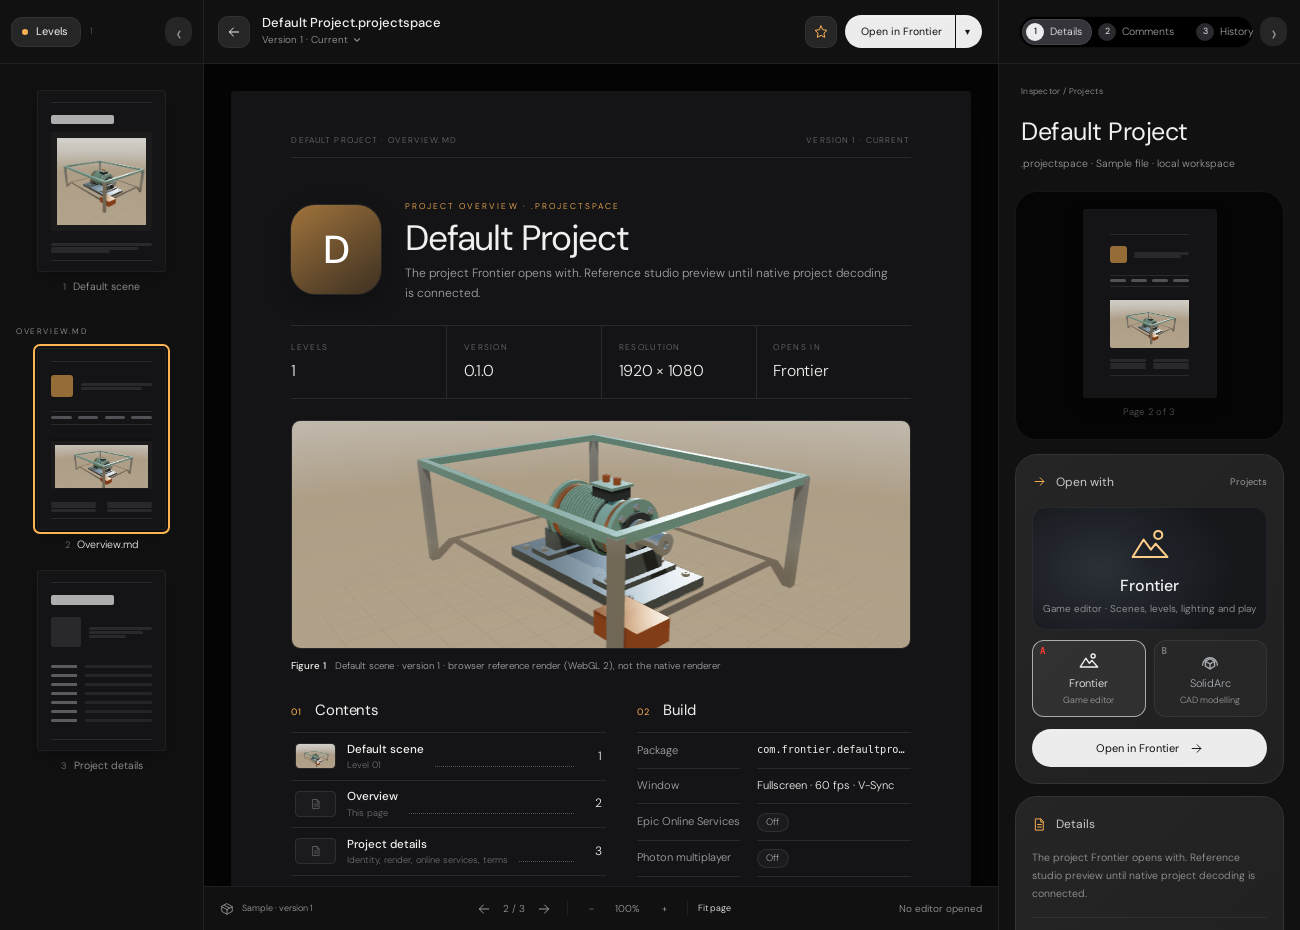 Levels
1
‹
Default Project.projectspace
Version 1 · Current
Open in Frontier
▼
1 Details
2 Comments
3 History
›
1 Default scene
OVERVIEW.MD
2 Overview.md
3 Project details
DEFAULT PROJECT · OVERVIEW.MD
VERSION 1 · CURRENT
D
PROJECT OVERVIEW · .PROJECTSPACE
Default Project
The project Frontier opens with. Reference studio preview until native project decoding
is connected.
LEVELS
1
VERSION
0.1.0
RESOLUTION
1920 × 1080
OPENS IN
Frontier
Figure 1 Default scene · version 1 · browser reference render (WebGL 2), not the native renderer
01 Contents
Default scene
Level 01
1
Overview
This page
2
Project details
Identity, render, online services, terms
3
02 Build
Package com.frontier.defaultpro…
Window Fullscreen · 60 fps · V-Sync
Epic Online Services Off
Photon multiplayer Off
Sample · version 1
2 / 3
−
100%
+
Fit page
No editor opened
Inspector / Projects
Default Project
.projectspace · Sample file · local workspace
Page 2 of 3
Open with
Projects
Frontier
Game editor · Scenes, levels, lighting and play
A
Frontier
Game editor
B
SolidArc
CAD modelling
Open in Frontier
Details
The project Frontier opens with. Reference
studio preview until native project decoding is
connected.